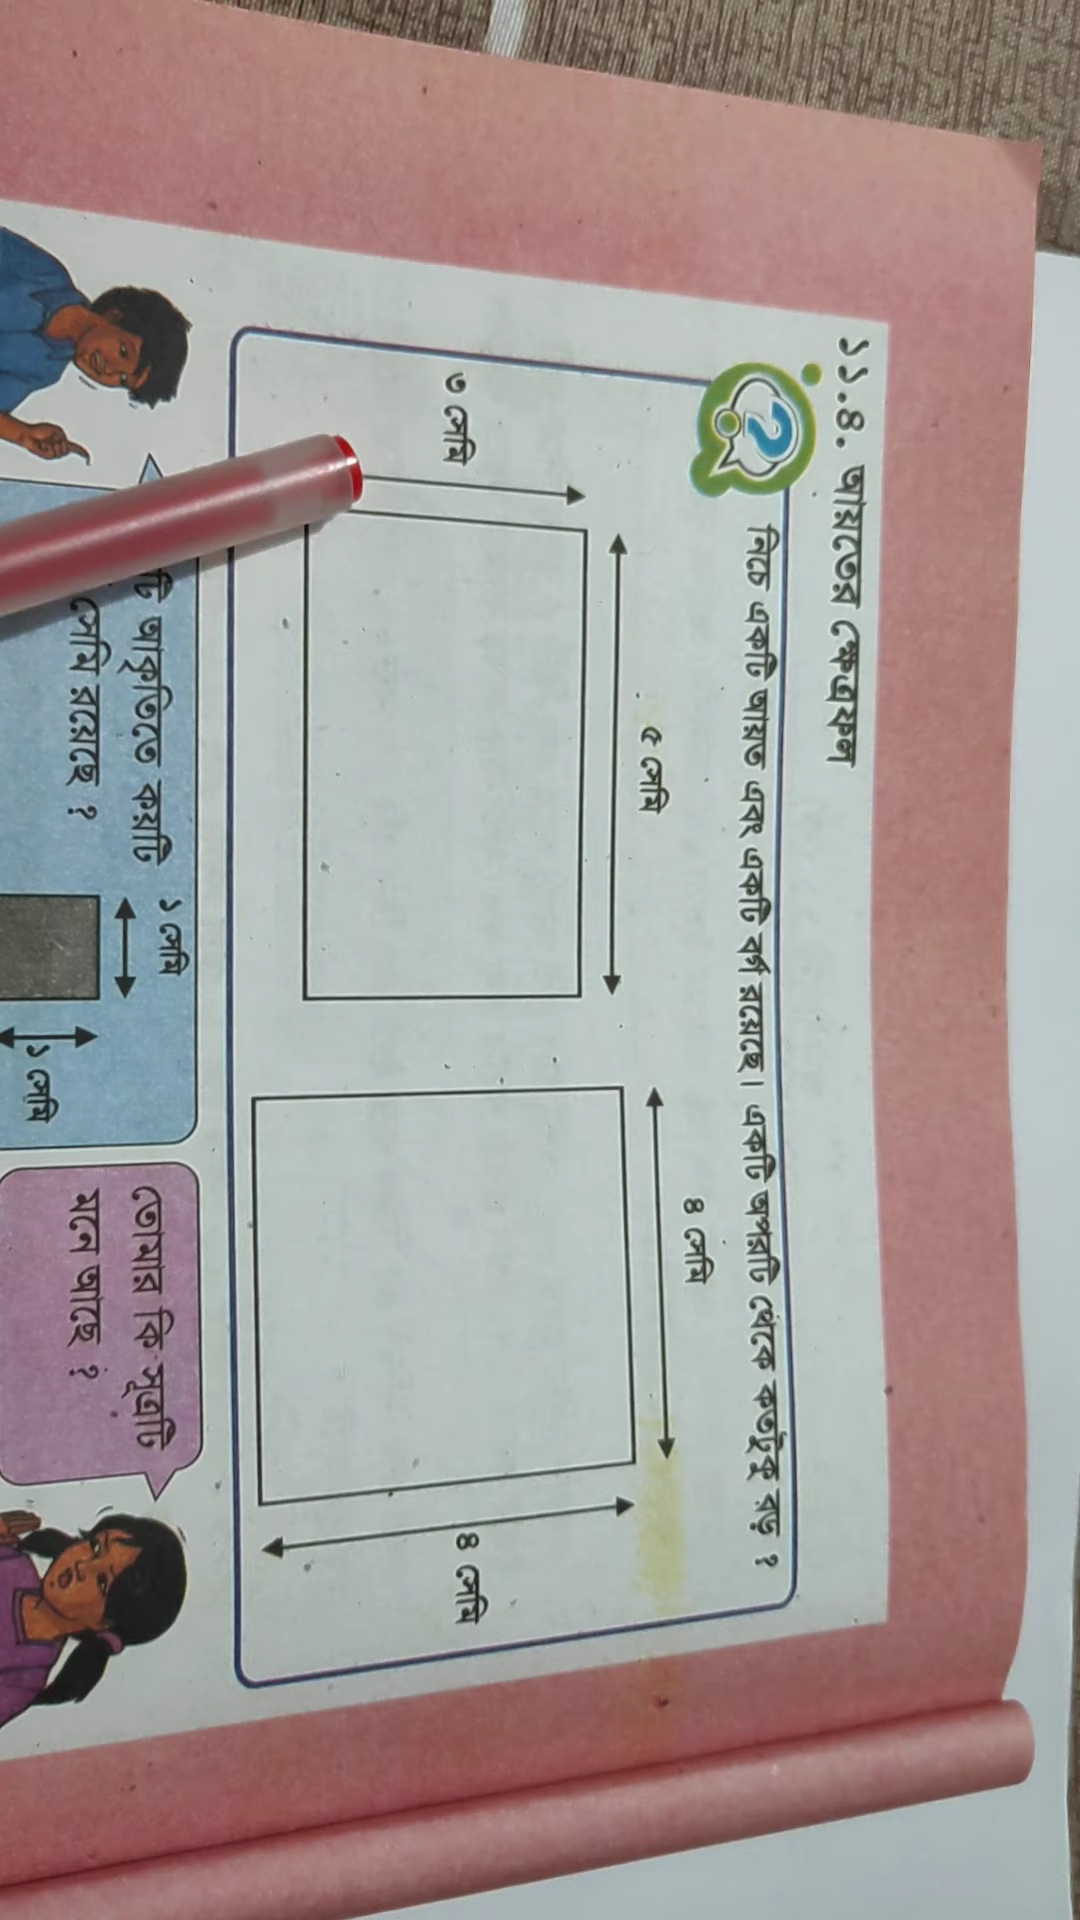 ১১.৪. আয়তের ক্ষেত্রফল
নিচে একটি আয়ত এবং একটি বর্গ রয়েছে। একটি অপরটি থেকে কতটুকু বড় ?
৫ সেমি
৩ সেমি
৪ সেমি
৪ সেমি
টি আকৃতিতে কয়টি
সেমি রয়েছে ?
১ সেমি
১ সেমি
তোমার কি সূত্রটি
মনে আছে ?